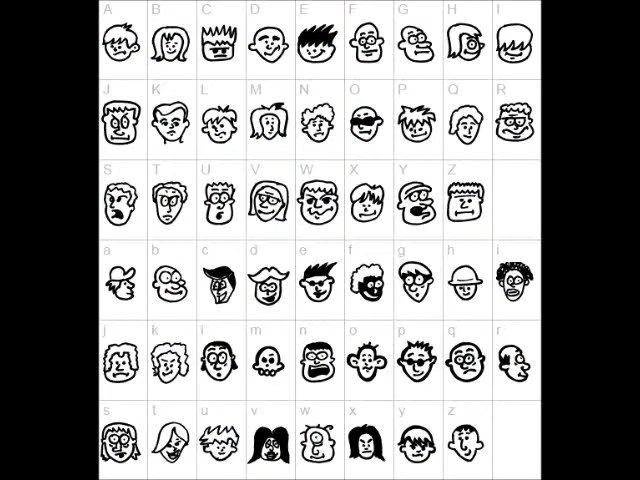 A B C D E F G H I
J K L M N O P Q R
S T U V W X Y Z
a b c d e f g h i
j k l m n o p q r
s t u v w x y z